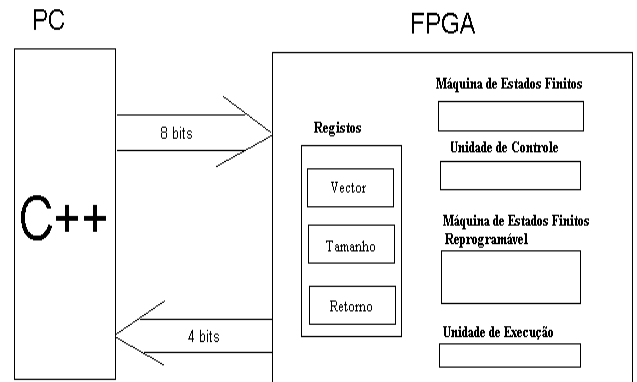 PC
FPGA
C++
8 bits
4 bits
Registos
Vector
Tamanho
Retorno
Máquina de Estados Finitos
Unidade de Controle
Máquina de Estados Finitos
Reprogramável
Unidade de Execução